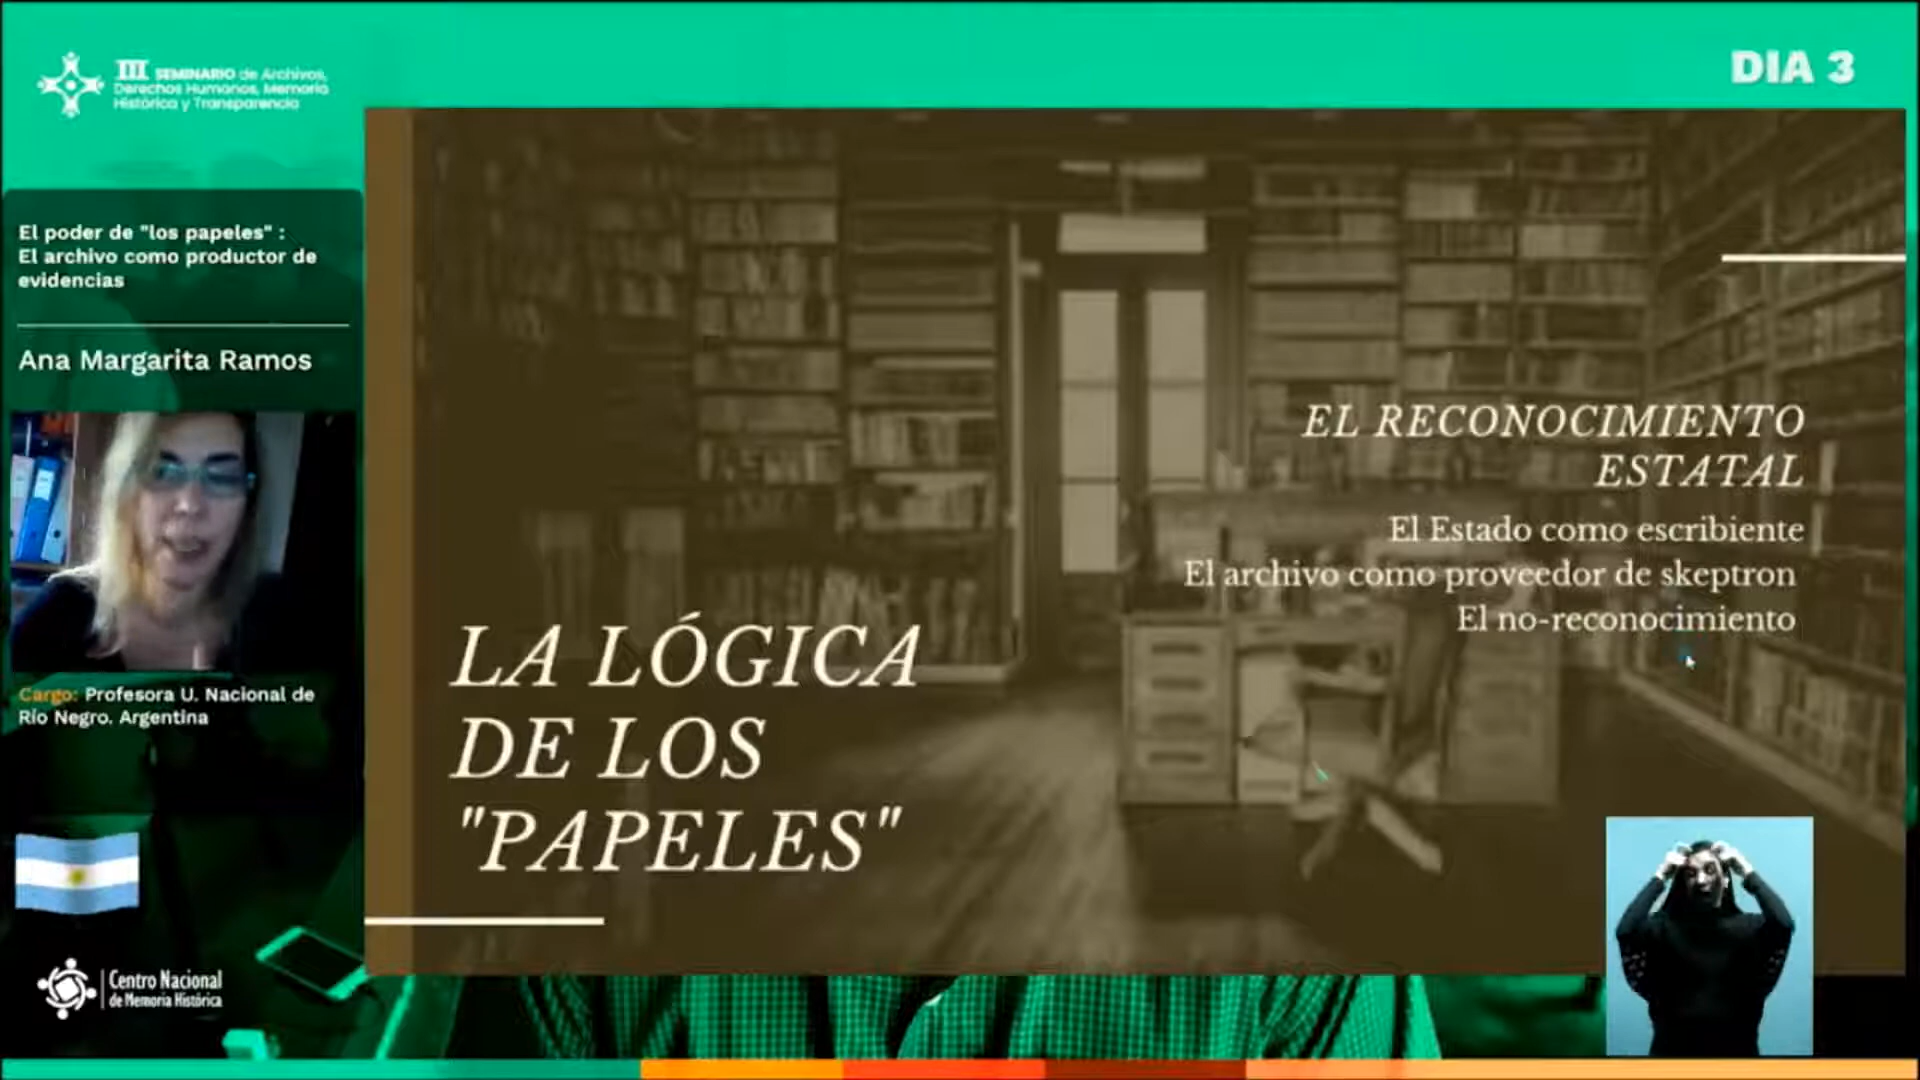 III SEMINARIO de Archivos,
Derechos Humanos, Memoria
Histórica y Transparencia
DIA 3
El poder de "los papeles" :
El archivo como productor de
evidencias
Ana Margarita Ramos
Cargo: Profesora U. Nacional de
Río Negro. Argentina
Centro Nacional
de Memoria Histórica
LA LÓGICA
DE LOS
"PAPELES"
EL RECONOCIMIENTO
ESTATAL
El Estado como escribiente
El archivo como proveedor de skeptron
El no-reconocimiento